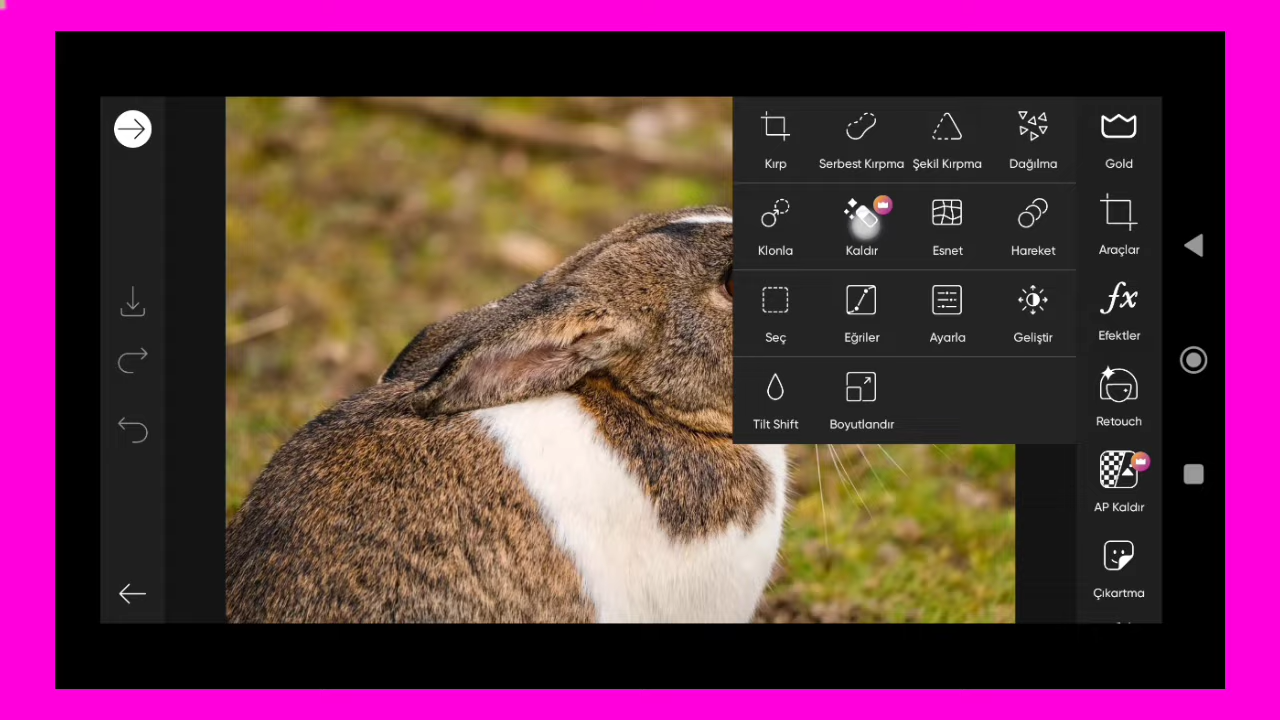 Kırp Serbest Kırpma Şekil Kırpma Dağılma
Klonla Kaldır Esnet Hareket
Seç Eğriler Ayarla Geliştir
Tilt Shift Boyutlandır
Gold
Araçlar
fx
Efektler
Retouch
AP Kaldır
Çıkartma